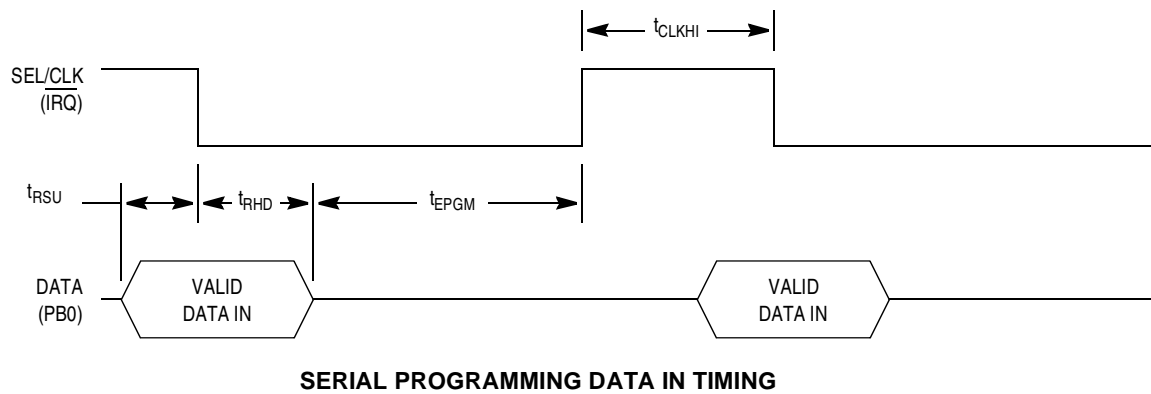 tCLKHI
SEL/CLK
(IRQ)
tRSU
tRHD
tEPGM
DATA
(PB0)
VALID
DATA IN
VALID
DATA IN
SERIAL PROGRAMMING DATA IN TIMING